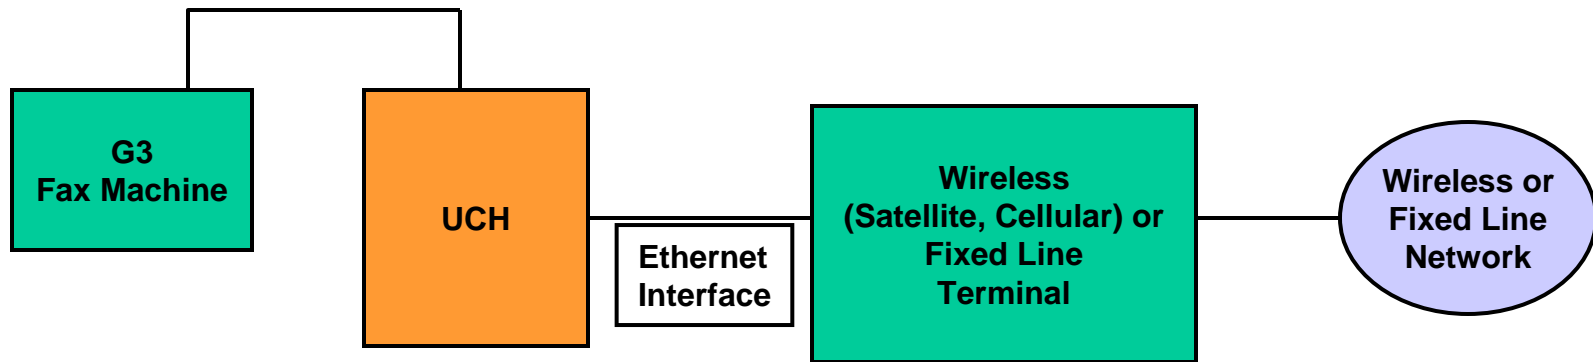 G3
Fax Machine
UCH
Ethernet
Interface
Wireless
(Satellite, Cellular) or
Fixed Line
Terminal
Wireless or
Fixed Line
Network